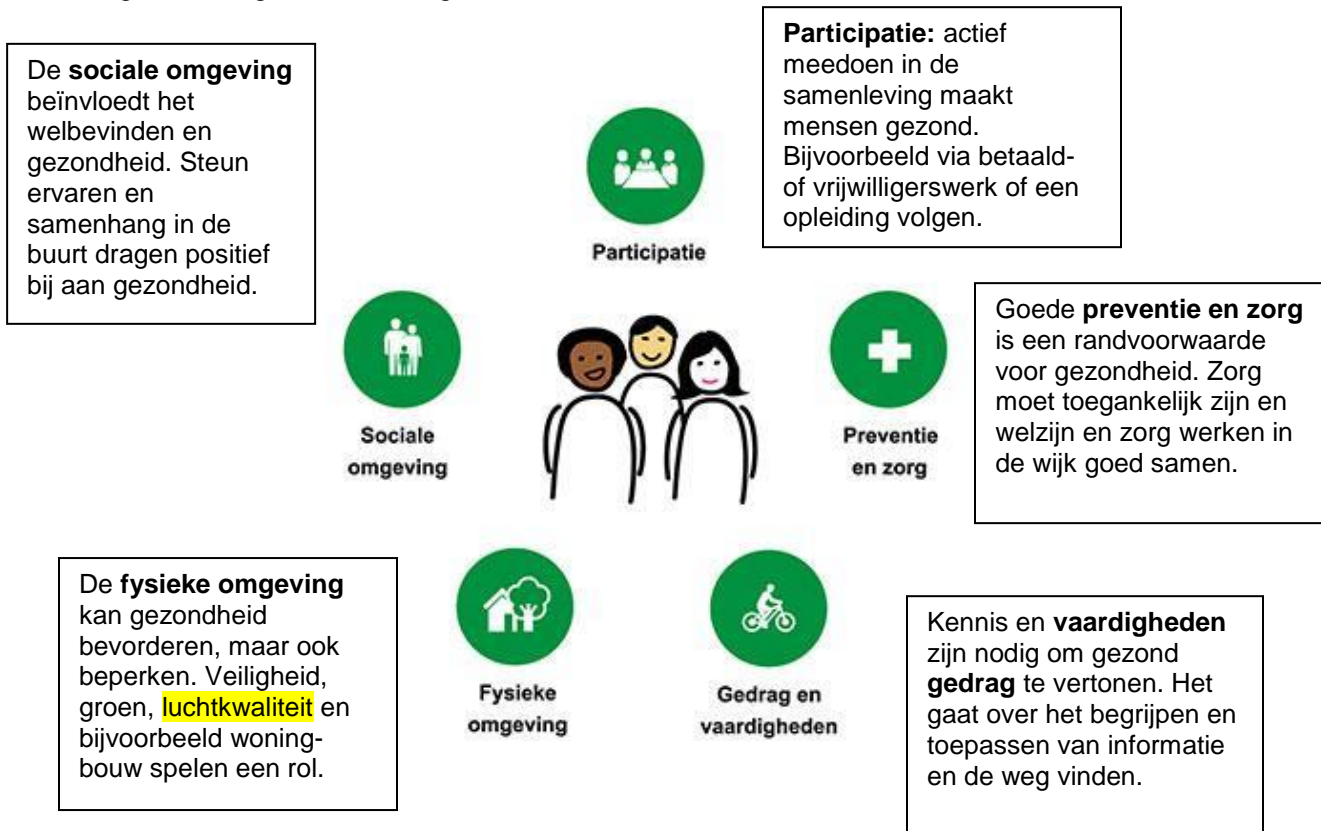 De sociale omgeving
beïnvloedt het
welbevinden en
gezondheid. Steun
ervaren en
samenhang in de
buurt dragen positief
bij aan gezondheid.
Participatie: actief
meedoen in de
samenleving maakt
mensen gezond.
Bijvoorbeeld via betaald-
of vrijwilligerswerk of een
opleiding volgen.
Participatie
Sociale
omgeving
Preventie
en zorg
Goede preventie en zorg
is een randvoorwaarde
voor gezondheid. Zorg
moet toegankelijk zijn en
welzijn en zorg werken in
de wijk goed samen.
De fysieke omgeving
kan gezondheid
bevorderen, maar ook
beperken. Veiligheid,
groen, luchtkwaliteit en
bijvoorbeeld woning-
bouw spelen een rol.
Fysieke
omgeving
Gedrag en
vaardigheden
Kennis en vaardigheden
zijn nodig om gezond
gedrag te vertonen. Het
gaat over het begrijpen en
toepassen van informatie
en de weg vinden.